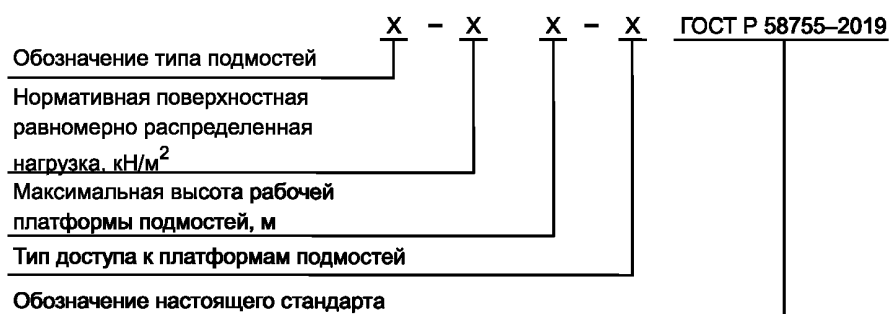 Х – Х Х – Х ГОСТ Р 58755–2019
Обозначение типа подмостей
Нормативная поверхностная
равномерно распределенная
нагрузка, кН/м²
Максимальная высота рабочей
платформы подмостей, м
Тип доступа к платформам подмостей
Обозначение настоящего стандарта